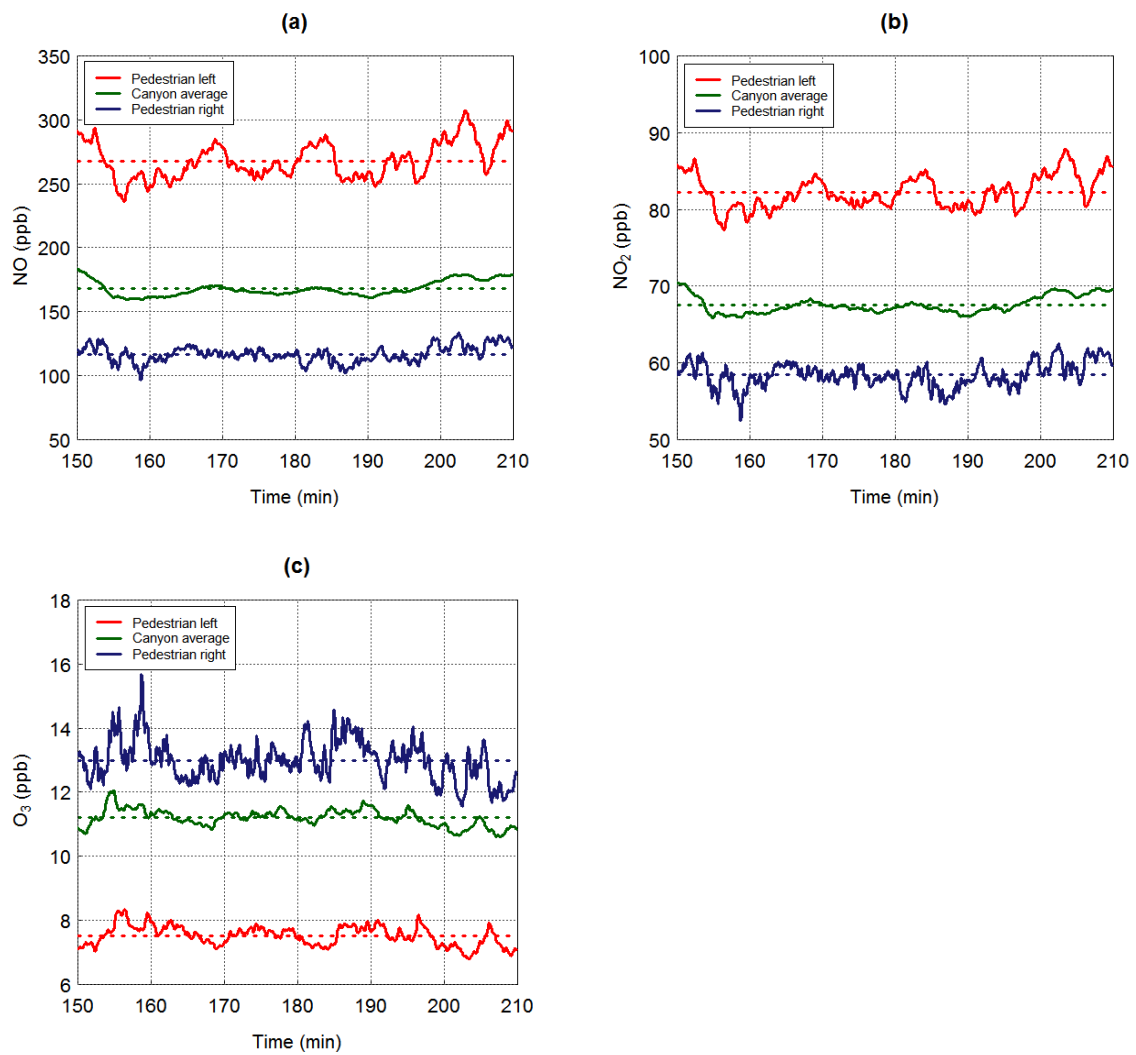 (a)
NO (ppb)
350
300
250
200
150
100
50
Pedestrian left
Canyon average
Pedestrian right
150 160 170 180 190 200 210
Time (min)
(b)
NO₂ (ppb)
100
90
80
70
60
50
Pedestrian left
Canyon average
Pedestrian right
150 160 170 180 190 200 210
Time (min)
(c)
O₃ (ppb)
18
16
14
12
10
8
6
Pedestrian left
Canyon average
Pedestrian right
150 160 170 180 190 200 210
Time (min)